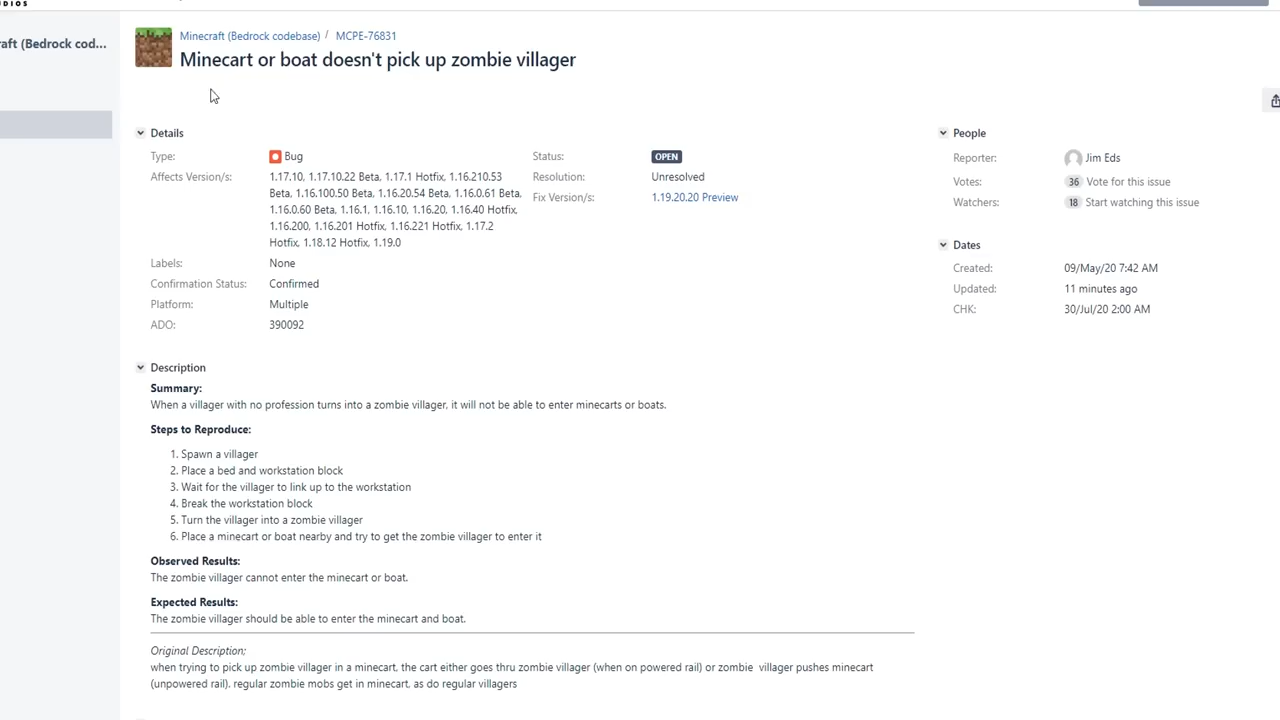 aft (Bedrock cod...
Minecraft (Bedrock codebase) / MCPE-76831
Minecart or boat doesn't pick up zombie villager
Details
Type: Bug
Affects Version/s: 1.17.10, 1.17.10.22 Beta, 1.17.1 Hotfix, 1.16.210.53
Beta, 1.16.100.50 Beta, 1.16.20.54 Beta, 1.16.0.61 Beta,
1.16.0.60 Beta, 1.16.1, 1.16.10, 1.16.20, 1.16.40 Hotfix,
1.16.200, 1.16.201 Hotfix, 1.16.221 Hotfix, 1.17.2
Hotfix, 1.18.12 Hotfix, 1.19.0
Labels: None
Confirmation Status: Confirmed
Platform: Multiple
ADO: 390092
Status: OPEN
Resolution: Unresolved
Fix Version/s: 1.19.20.20 Preview
People
Reporter: Jim Eds
Votes: 36 Vote for this issue
Watchers: 18 Start watching this issue
Dates
Created: 09/May/20 7:42 AM
Updated: 11 minutes ago
CHK: 30/Jul/20 2:00 AM
Description
Summary:
When a villager with no profession turns into a zombie villager, it will not be able to enter minecarts or boats.
Steps to Reproduce:
1. Spawn a villager
2. Place a bed and workstation block
3. Wait for the villager to link up to the workstation
4. Break the workstation block
5. Turn the villager into a zombie villager
6. Place a minecart or boat nearby and try to get the zombie villager to enter it
Observed Results:
The zombie villager cannot enter the minecart or boat.
Expected Results:
The zombie villager should be able to enter the minecart and boat.
Original Description;
when trying to pick up zombie villager in a minecart, the cart either goes thru zombie villager (when on powered rail) or zombie villager pushes minecart
(unpowered rail). regular zombie mobs get in minecart, as do regular villagers